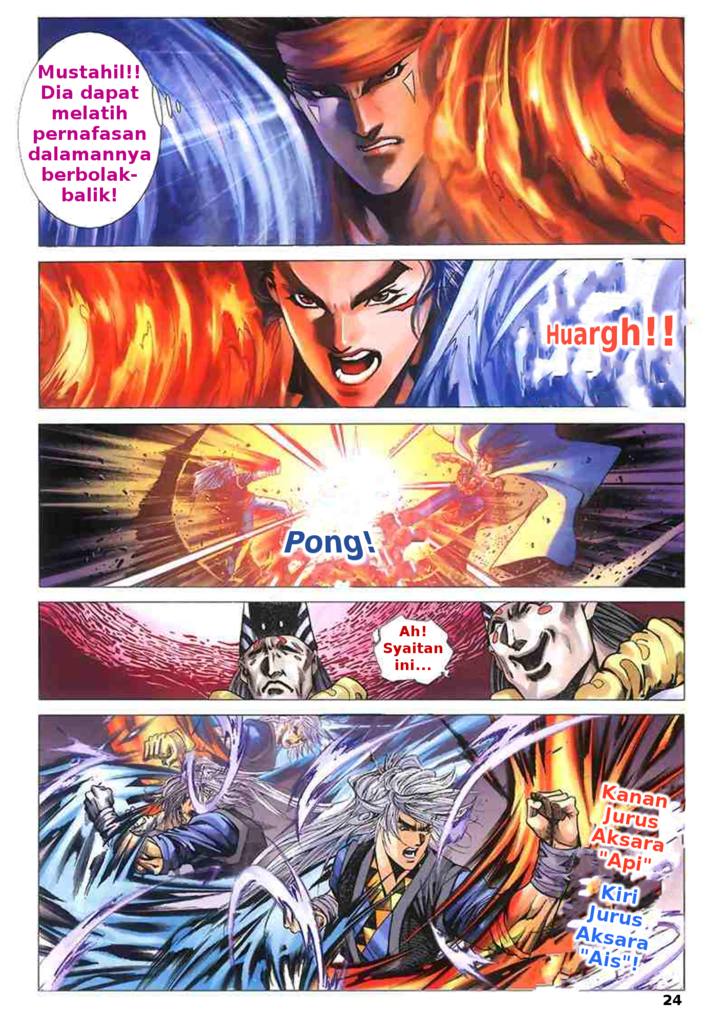 Mustahil!!
Dia dapat
melatih
pernafasan
dalamannya
berbolak-
balik!
Huargh!!
Pong!
Ah!
Syaitan
ini...
Kanan
Jurus
Aksara
"Api"
Kiri
Jurus
Aksara
"Ais"!
24